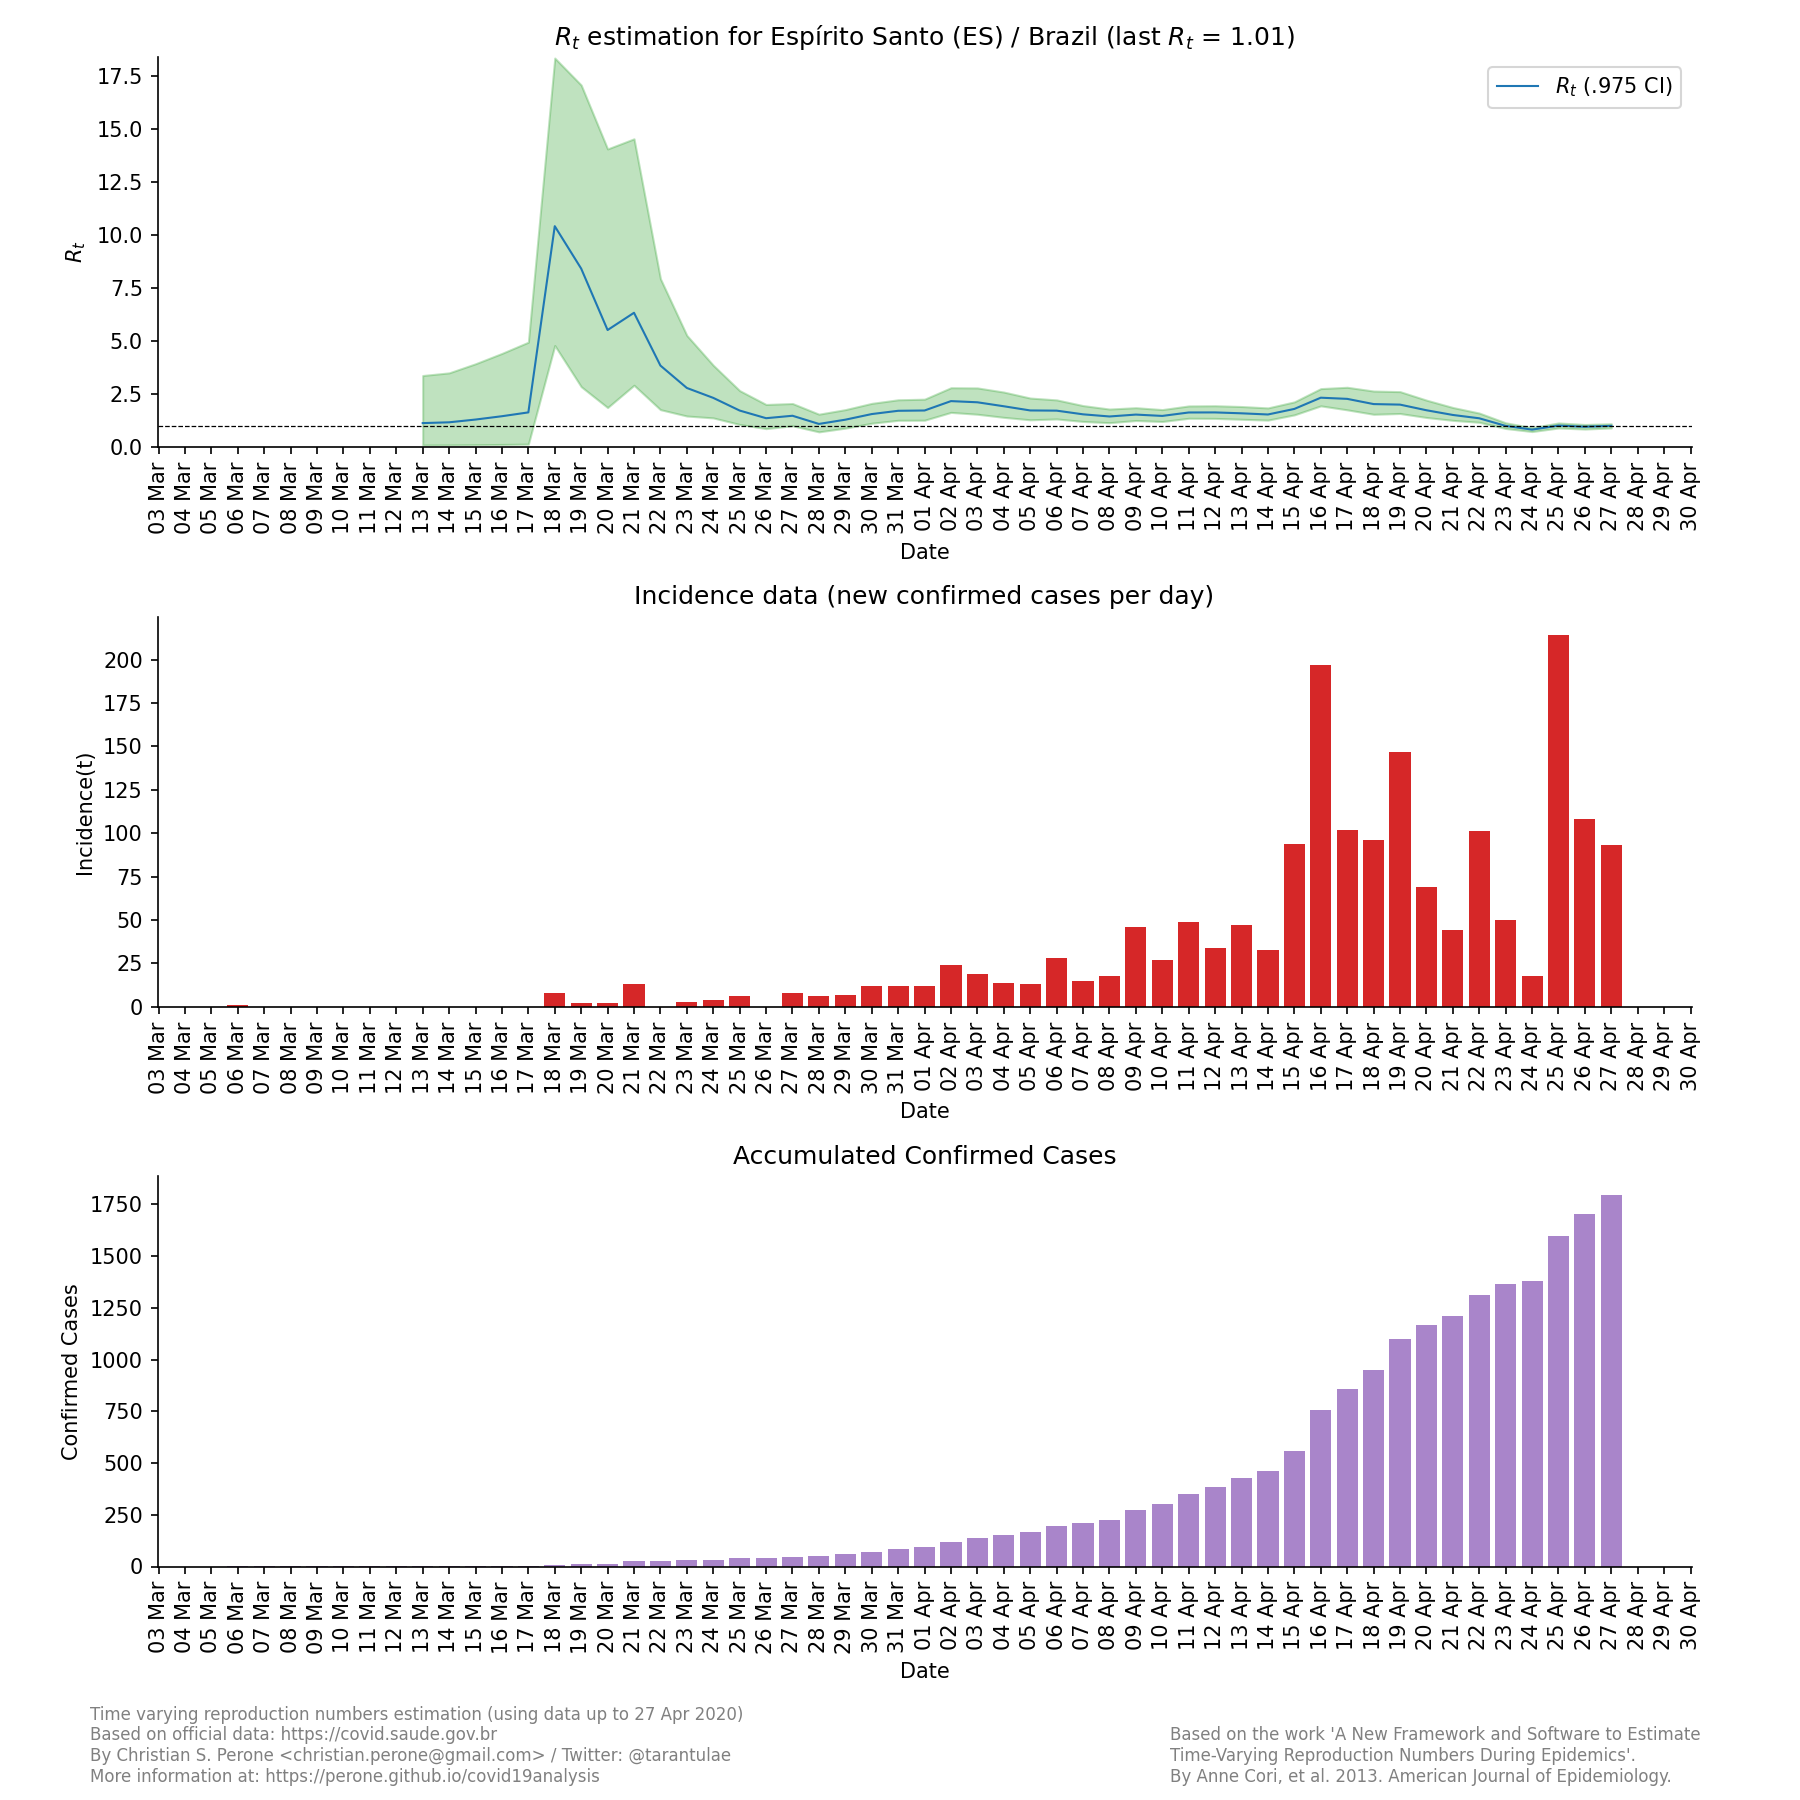 R_t estimation for Espírito Santo (ES) / Brazil (last R_t = 1.01)
17.5
15.0
12.5
10.0
7.5
5.0
2.5
0.0
R_t
R_t (.975 CI)
03 Mar 04 Mar 05 Mar 06 Mar 07 Mar 08 Mar 09 Mar 10 Mar 11 Mar 12 Mar 13 Mar 14 Mar 15 Mar 16 Mar 17 Mar 18 Mar 19 Mar 20 Mar 21 Mar 22 Mar 23 Mar 24 Mar 25 Mar 26 Mar 27 Mar 28 Mar 29 Mar 30 Mar 31 Mar 01 Apr 02 Apr 03 Apr 04 Apr 05 Apr 06 Apr 07 Apr 08 Apr 09 Apr 10 Apr 11 Apr 12 Apr 13 Apr 14 Apr 15 Apr 16 Apr 17 Apr 18 Apr 19 Apr 20 Apr 21 Apr 22 Apr 23 Apr 24 Apr 25 Apr 26 Apr 27 Apr 28 Apr 29 Apr 30 Apr
Date
Incidence data (new confirmed cases per day)
200
175
150
125
100
75
50
25
0
Incidence(t)
03 Mar 04 Mar 05 Mar 06 Mar 07 Mar 08 Mar 09 Mar 10 Mar 11 Mar 12 Mar 13 Mar 14 Mar 15 Mar 16 Mar 17 Mar 18 Mar 19 Mar 20 Mar 21 Mar 22 Mar 23 Mar 24 Mar 25 Mar 26 Mar 27 Mar 28 Mar 29 Mar 30 Mar 31 Mar 01 Apr 02 Apr 03 Apr 04 Apr 05 Apr 06 Apr 07 Apr 08 Apr 09 Apr 10 Apr 11 Apr 12 Apr 13 Apr 14 Apr 15 Apr 16 Apr 17 Apr 18 Apr 19 Apr 20 Apr 21 Apr 22 Apr 23 Apr 24 Apr 25 Apr 26 Apr 27 Apr 28 Apr 29 Apr 30 Apr
Date
Accumulated Confirmed Cases
1750
1500
1250
1000
750
500
250
0
Confirmed Cases
03 Mar 04 Mar 05 Mar 06 Mar 07 Mar 08 Mar 09 Mar 10 Mar 11 Mar 12 Mar 13 Mar 14 Mar 15 Mar 16 Mar 17 Mar 18 Mar 19 Mar 20 Mar 21 Mar 22 Mar 23 Mar 24 Mar 25 Mar 26 Mar 27 Mar 28 Mar 29 Mar 30 Mar 31 Mar 01 Apr 02 Apr 03 Apr 04 Apr 05 Apr 06 Apr 07 Apr 08 Apr 09 Apr 10 Apr 11 Apr 12 Apr 13 Apr 14 Apr 15 Apr 16 Apr 17 Apr 18 Apr 19 Apr 20 Apr 21 Apr 22 Apr 23 Apr 24 Apr 25 Apr 26 Apr 27 Apr 28 Apr 29 Apr 30 Apr
Date
Time varying reproduction numbers estimation (using data up to 27 Apr 2020)
Based on official data: https://covid.saude.gov.br
By Christian S. Perone <christian.perone@gmail.com> / Twitter: @tarantulae
More information at: https://perone.github.io/covid19analysis
Based on the work 'A New Framework and Software to Estimate
Time-Varying Reproduction Numbers During Epidemics'.
By Anne Cori, et al. 2013. American Journal of Epidemiology.